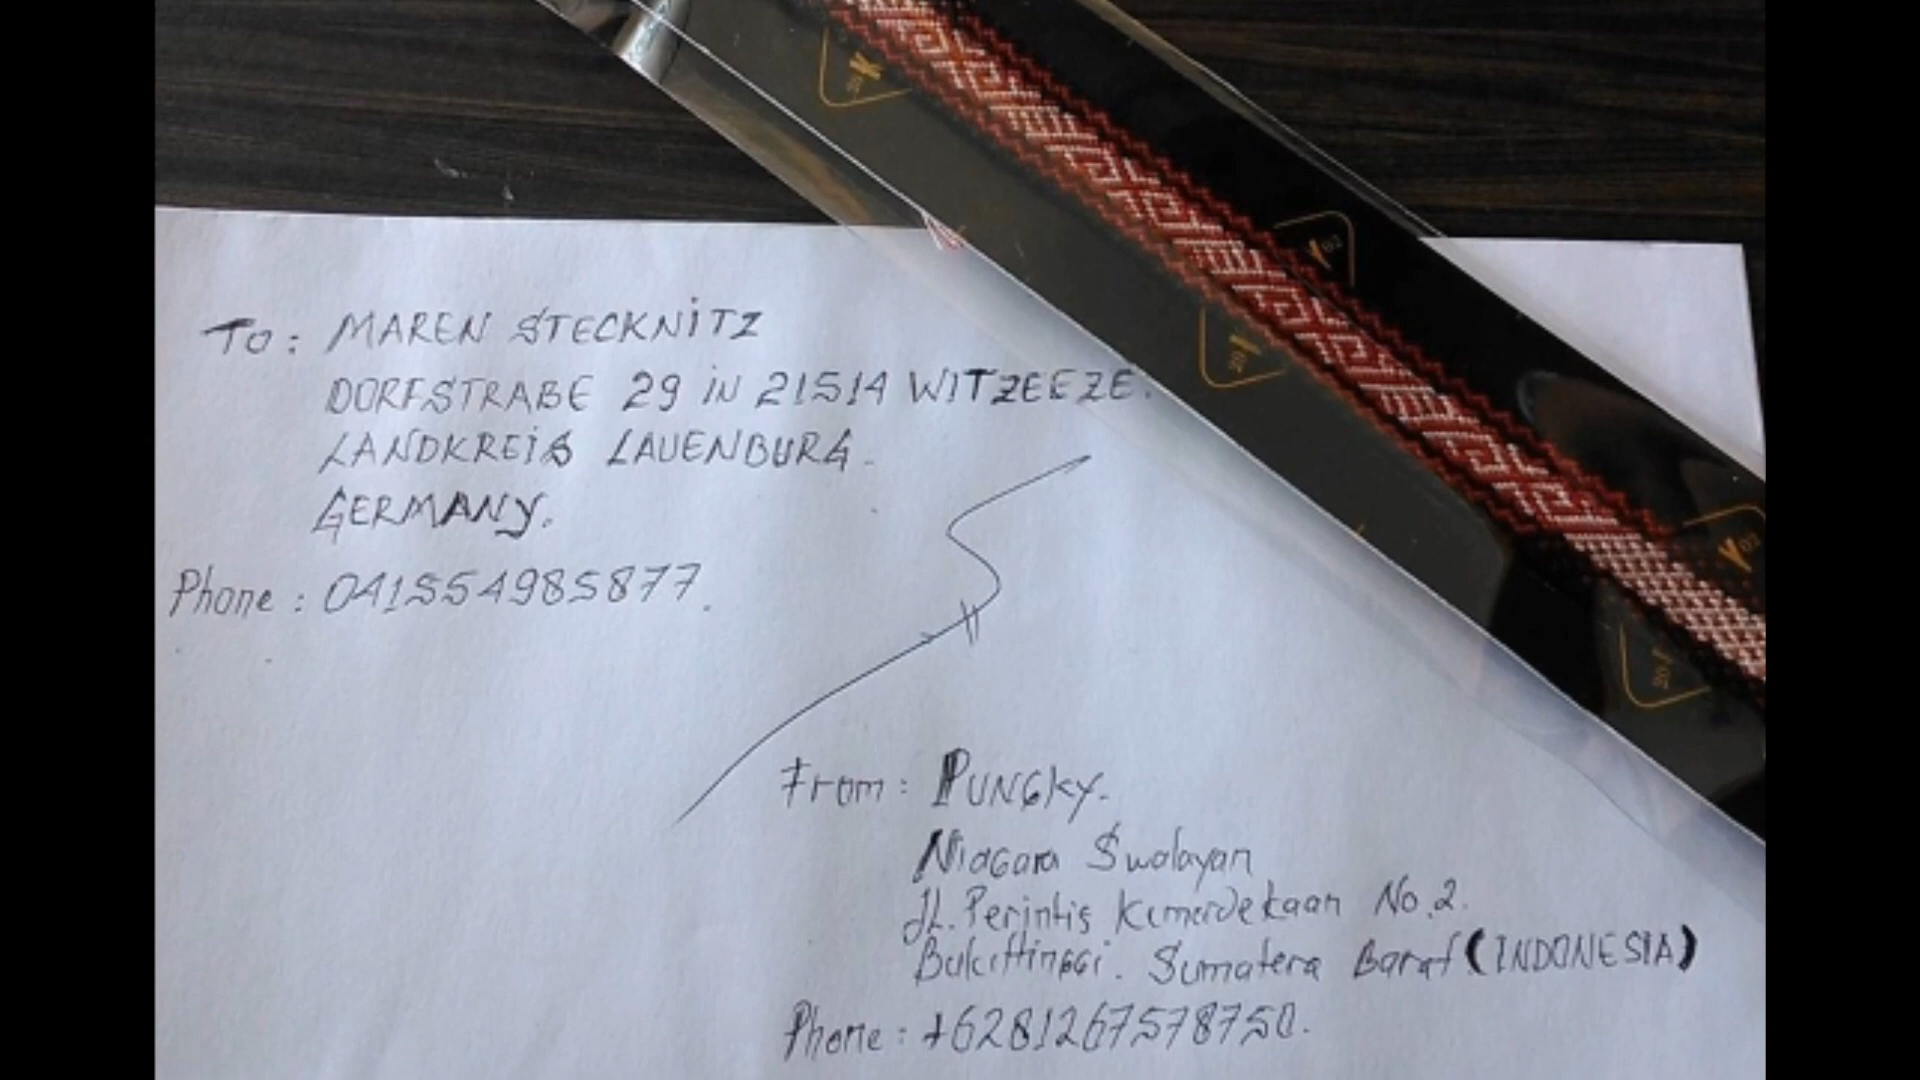 To: MAREN STECKNiTZ
DORFSTRABE 29 iN 21514 WITZEEZE.
LANDKREiS LAUENBURG.
GERMANY.
Phone: 041554985877.
From: PUNGKY.
Niagara Swalayan
JL. Perintis Kemerdekaan No.2.
Bukittinggi. Sumatera Barat (INDONESIA)
Phone: +6281267578750.